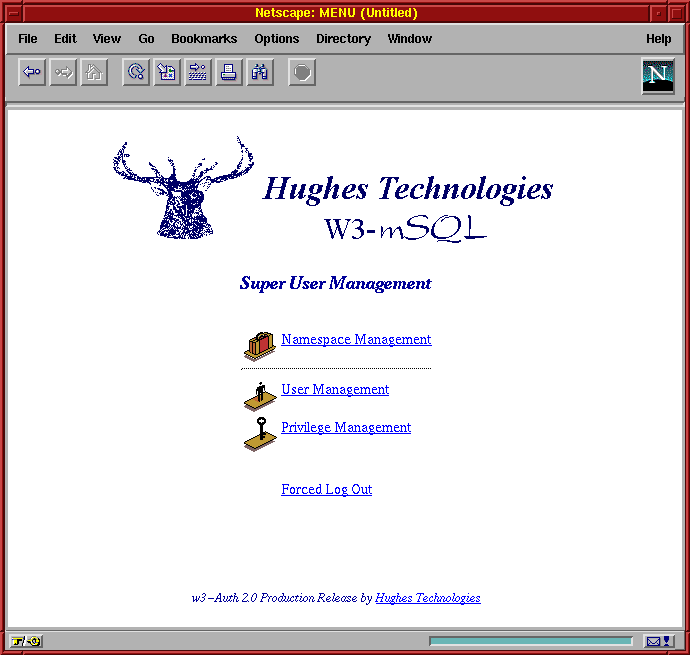 Netscape: MENU (Untitled)
File Edit View Go Bookmarks Options Directory Window Help
N
Hughes Technologies
W3-mSQL
Super User Management
Namespace Management
User Management
Privilege Management
Forced Log Out
w3-Auth 2.0 Production Release by Hughes Technologies